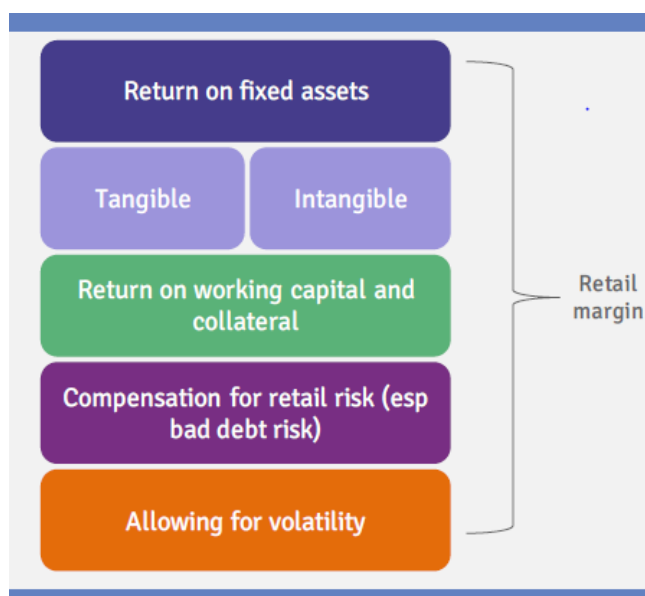 Return on fixed assets
Tangible
Intangible
Return on working capital and
collateral
Compensation for retail risk (esp
bad debt risk)
Allowing for volatility
Retail
margin